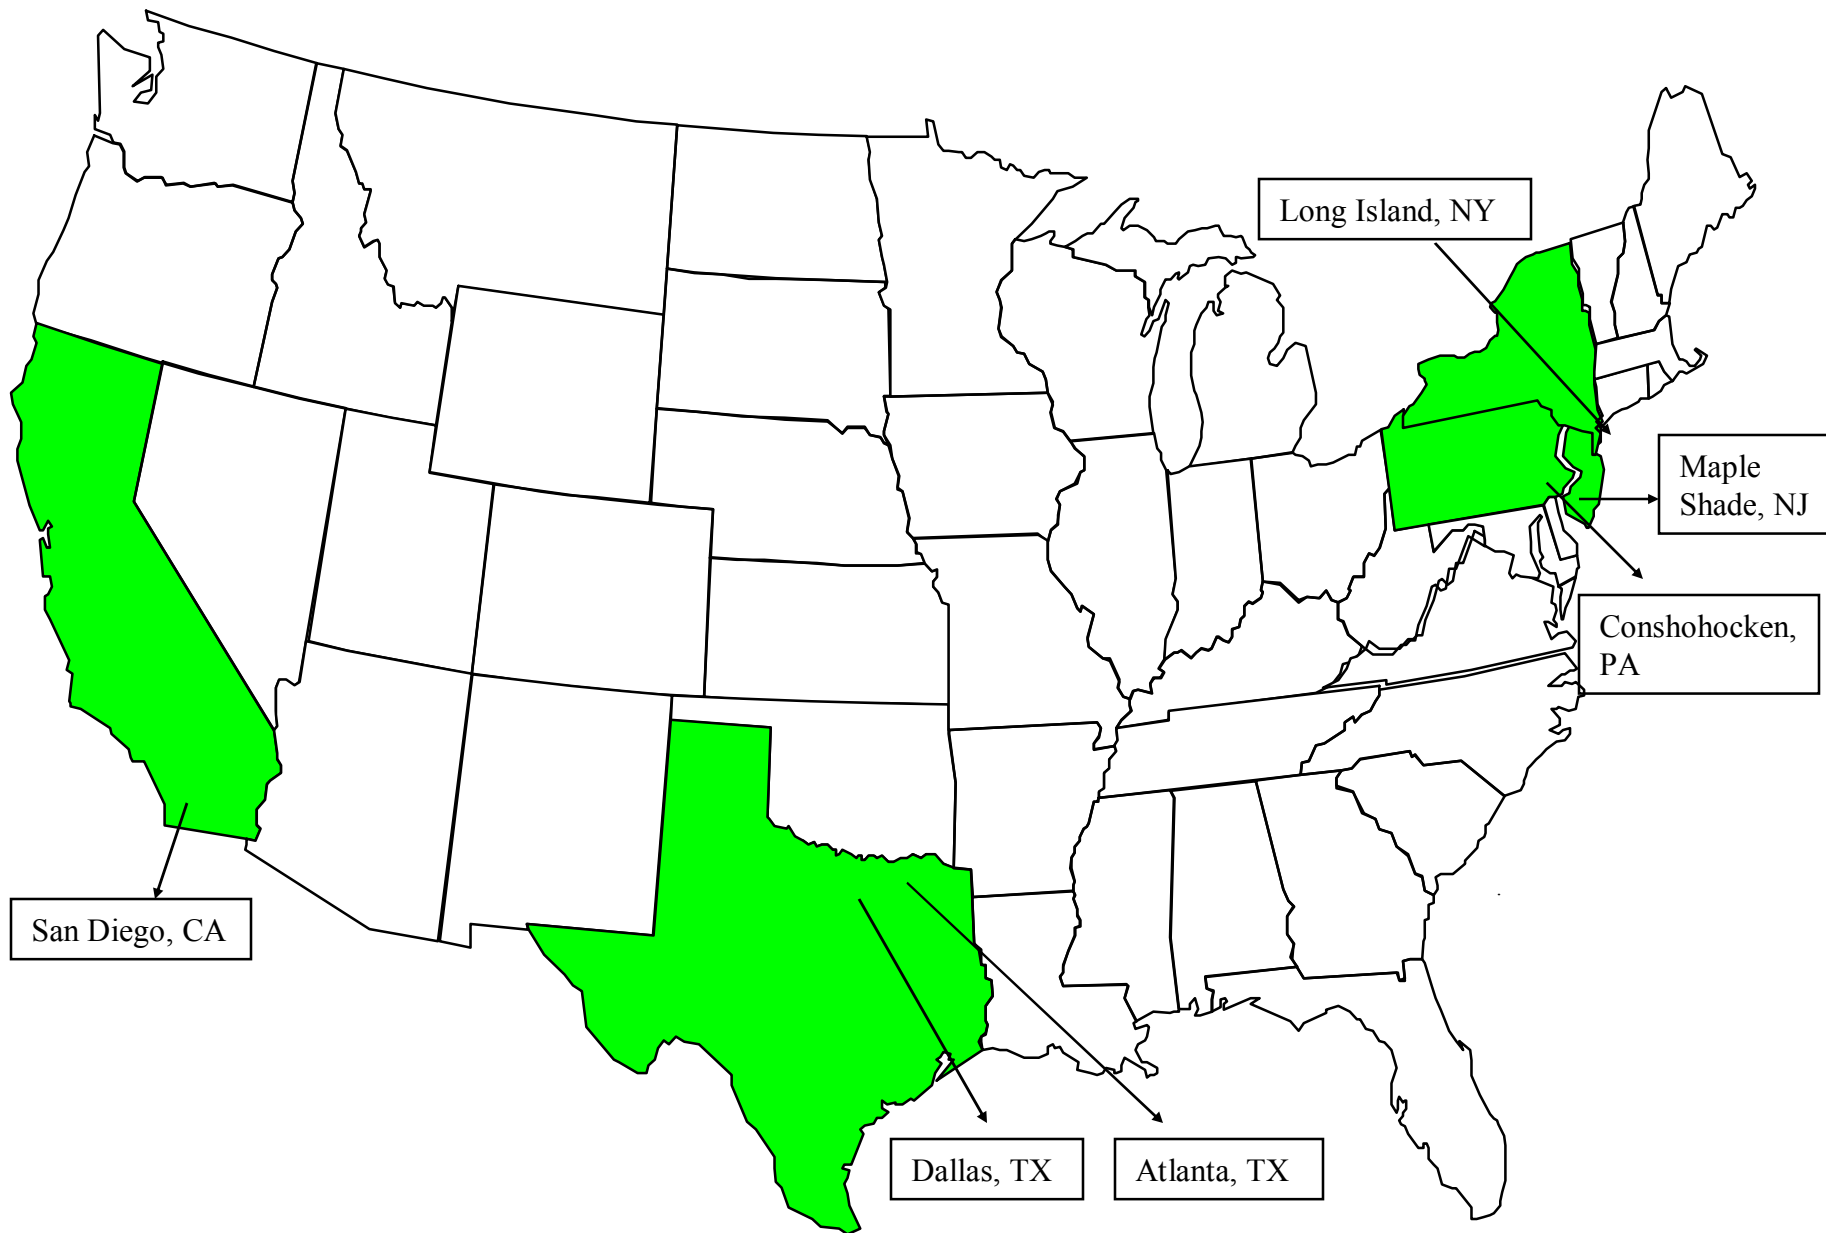 Long Island, NY
Maple
Shade, NJ
Conshohocken,
PA
San Diego, CA
Dallas, TX
Atlanta, TX